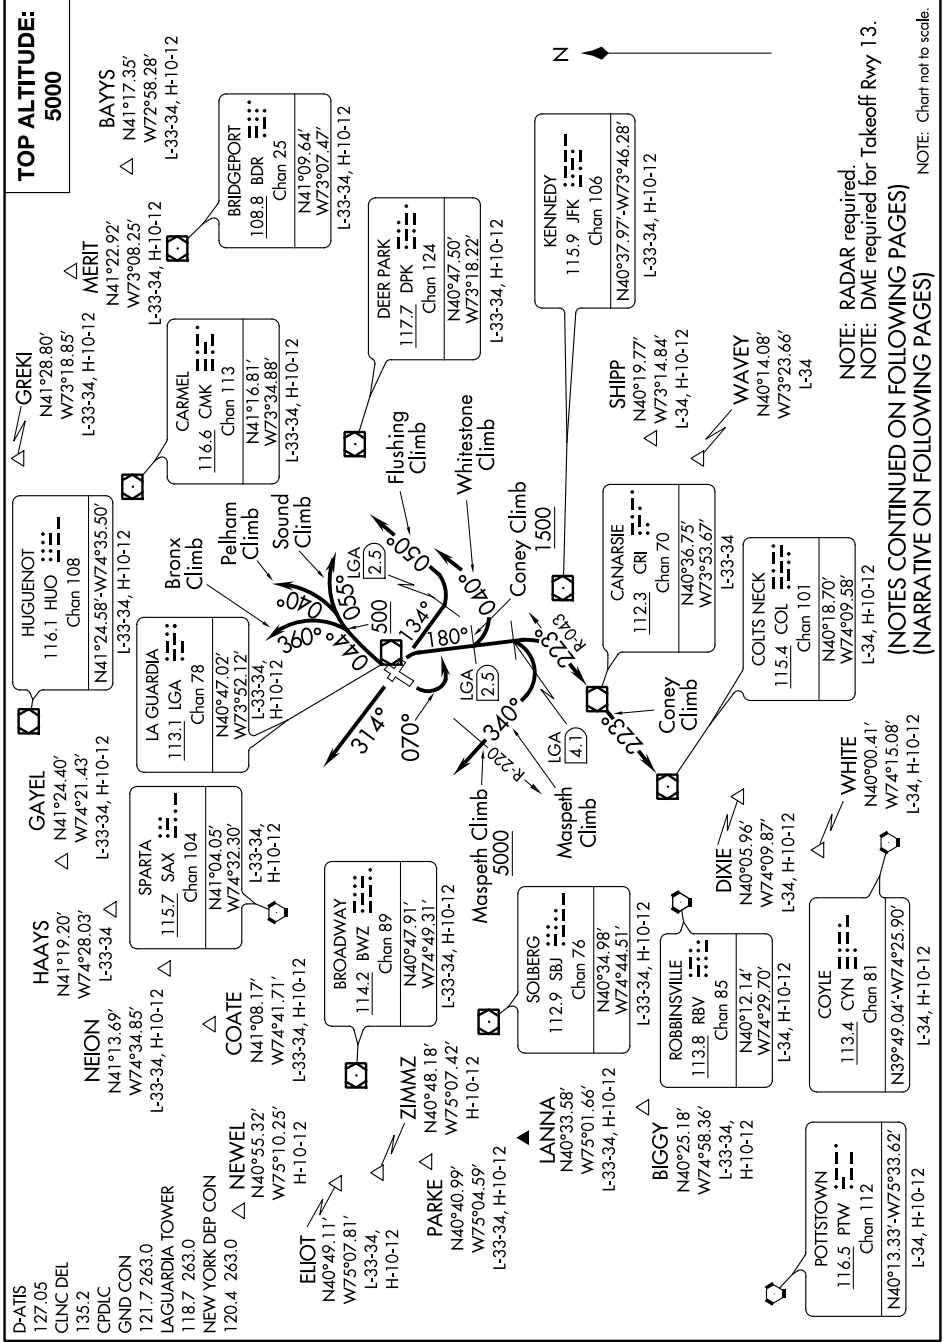 TOP ALTITUDE:
5000
D-ATIS
127.05
CLNC DEL
135.2
CPDLC
GND CON
121.7 263.0
LAGUARDIA TOWER
118.7 263.0
NEW YORK DEP CON
120.4 263.0
NEWEL
N40°55.32′
W75°10.25′
H-10-12
ELIOT
N40°49.11′
W75°07.81′
L-33-34,
H-10-12
ZIMMZ
N40°48.18′
W75°07.42′
H-10-12
PARKE
N40°40.99′
W75°04.59′
L-33-34, H-10-12
LANNA
N40°33.58′
W75°01.66′
L-33-34, H-10-12
BIGGY
N40°25.18′
W74°58.36′
L-33-34,
H-10-12
POTTSTOWN
116.5 PTW
Chan 112
N40°13.33′-W75°33.62′
L-34, H-10-12
HAAYS
N41°19.20′
W74°28.03′
L-33-34
NEION
N41°13.69′
W74°34.85′
L-33-34, H-10-12
COATE
N41°08.17′
W74°41.71′
L-33-34, H-10-12
GAYEL
N41°24.40′
W74°21.43′
L-33-34, H-10-12
SPARTA
115.7 SAX
Chan 104
N41°04.05′
W74°32.30′
L-33-34,
H-10-12
BROADWAY
114.2 BWZ
Chan 89
N40°47.91′
W74°49.31′
L-33-34, H-10-12
SOLBERG
112.9 SBJ
Chan 76
N40°34.98′
W74°44.51′
L-33-34, H-10-12
ROBBINSVILLE
113.8 RBV
Chan 85
N40°12.14′
W74°29.70′
L-34, H-10-12
COYLE
113.4 CYN
Chan 81
N39°49.04′-W74°25.90′
L-34, H-10-12
DIXIE
N40°05.96′
W74°09.87′
L-34, H-10-12
WHITE
N40°00.41′
W74°15.08′
L-34, H-10-12
HUGUENOT
116.1 HUO
Chan 108
N41°24.58′-W74°35.50′
L-33-34, H-10-12
LA GUARDIA
113.1 LGA
Chan 78
N40°47.02′
W73°52.12′
L-33-34,
H-10-12
GREKI
N41°28.80′
W73°18.85′
L-33-34, H-10-12
MERIT
N41°22.92′
W73°08.25′
L-33-34, H-10-12
BAYYS
N41°17.35′
W72°58.28′
L-33-34, H-10-12
CARMEL
116.6 CMK
Chan 113
N41°16.81′
W73°34.88′
L-33-34, H-10-12
BRIDGEPORT
108.8 BDR
Chan 25
N41°09.64′
W73°07.47′
L-33-34, H-10-12
DEER PARK
117.7 DPK
Chan 124
N40°47.50′
W73°18.22′
L-33-34, H-10-12
KENNEDY
115.9 JFK
Chan 106
N40°37.97′-W73°46.28′
L-33-34, H-10-12
CANARSIE
112.3 CRI
Chan 70
N40°36.75′
W73°53.67′
L-33-34
COLTS NECK
115.4 COL
Chan 101
N40°18.70′
W74°09.58′
L-34, H-10-12
SHIPP
N40°19.77′
W73°14.84′
L-34, H-10-12
WAVEY
N40°14.08′
W73°23.66′
L-34
Bronx
Climb
Pelham
Climb
Sound
Climb
Flushing
Climb
Whitestone
Climb
Coney Climb
1500
Coney
Climb
Maspeth Climb
5000
Maspeth
Climb
360°
040°
055°
044°
500
LGA
2.5
050°
134°
180°
040°
314°
070°
LGA
2.5
340°
R-220
LGA
4.1
223°
R-043
223°
N
NOTE: RADAR required.
NOTE: DME required for Takeoff Rwy 13.
(NOTES CONTINUED ON FOLLOWING PAGES)
(NARRATIVE ON FOLLOWING PAGES)
NOTE: Chart not to scale.